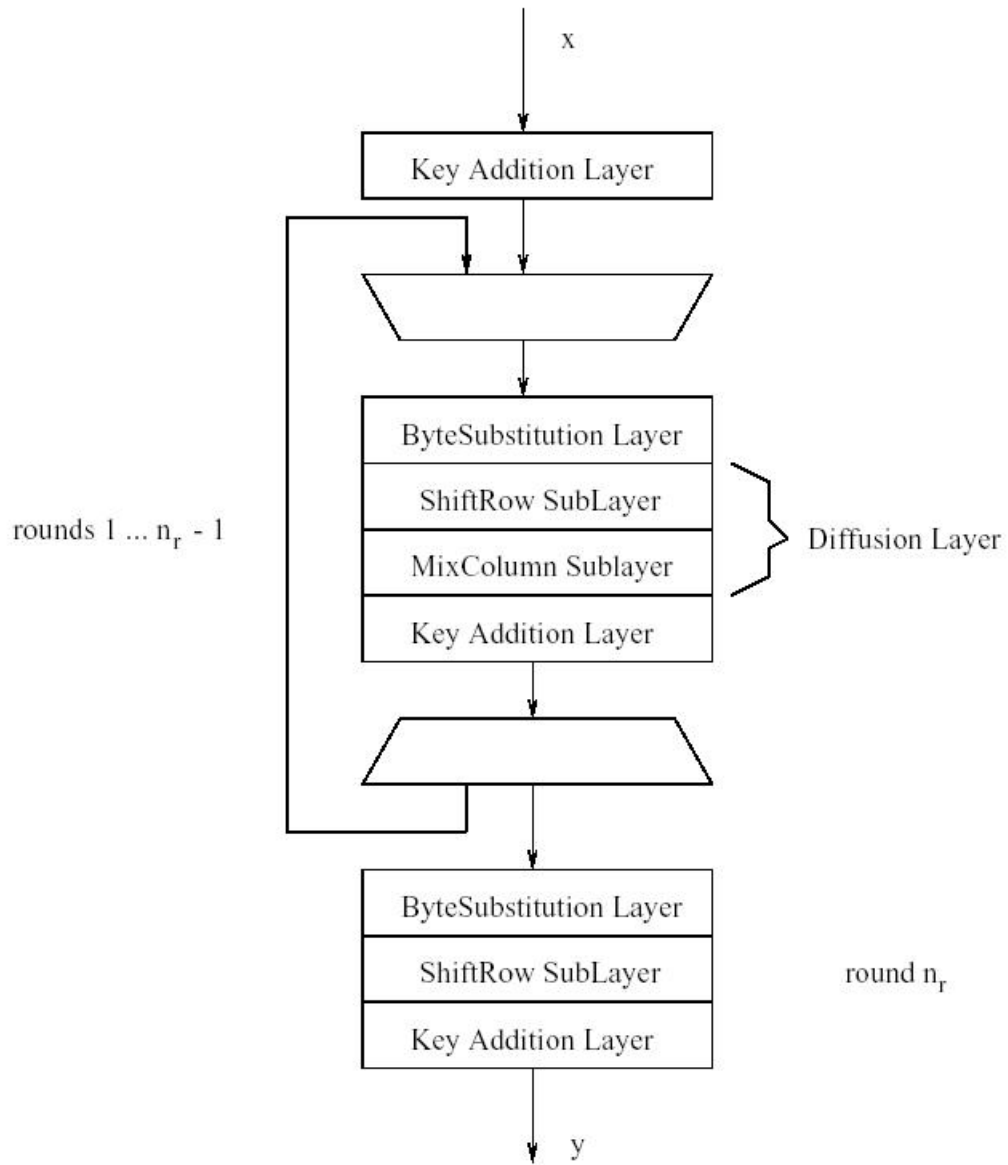 x
Key Addition Layer
ByteSubstitution Layer
ShiftRow SubLayer
MixColumn Sublayer
Key Addition Layer
rounds 1 ... nr - 1
Diffusion Layer
ByteSubstitution Layer
ShiftRow SubLayer
Key Addition Layer
round nr
y